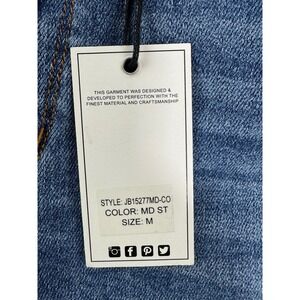 THIS GARMENT WAS DESIGNED &
DEVELOPED TO PERFECTION WITH THE
FINEST MATERIAL AND CRAFTSMANSHIP
STYLE: JB15277MD-CO
COLOR: MD ST
SIZE: M